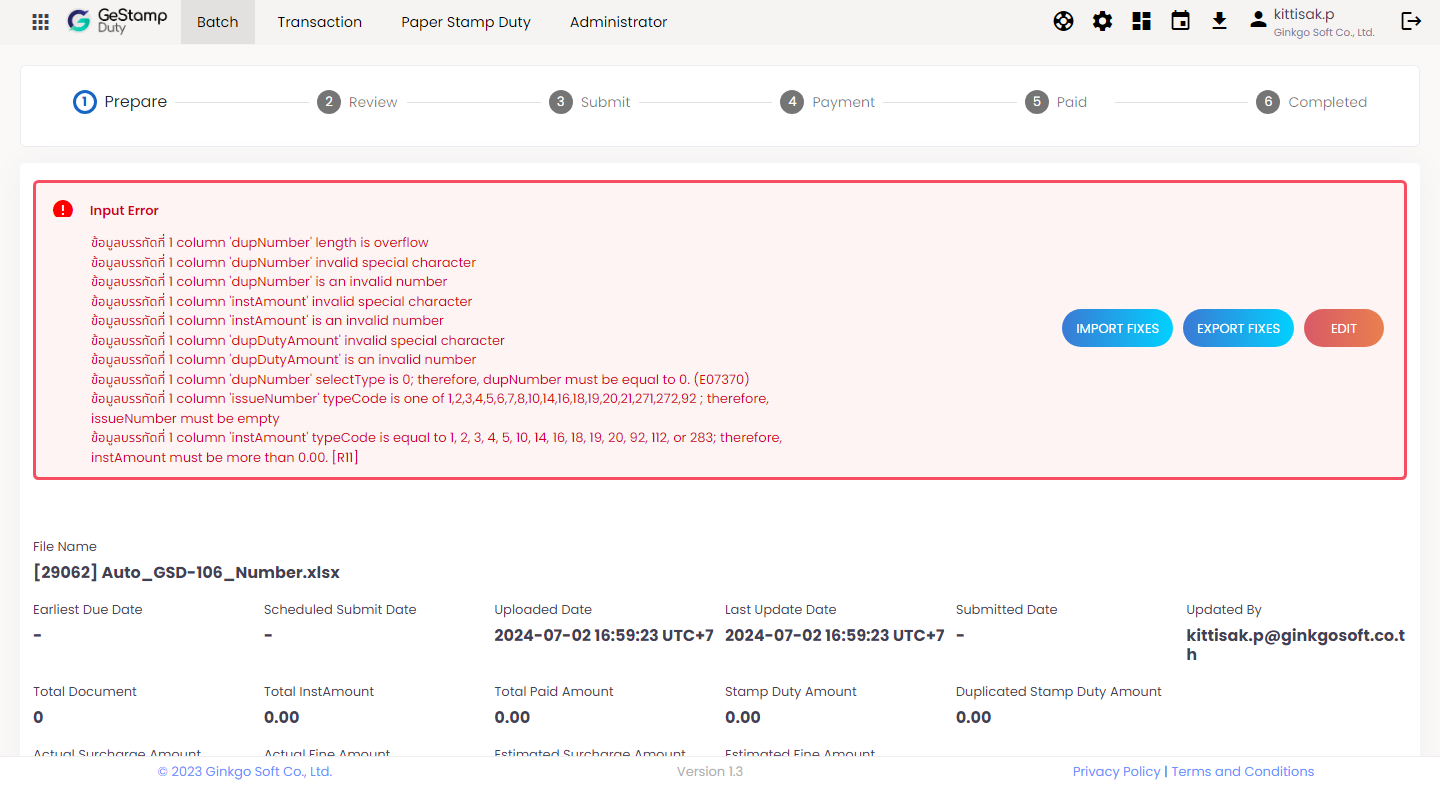 GeStamp
Duty
Batch
Transaction
Paper Stamp Duty
Administrator
kittisak.p
Ginkgo Soft Co., Ltd.
1 Prepare
2 Review
3 Submit
4 Payment
5 Paid
6 Completed
Input Error
ข้อมูลบรรทัดที่ 1 column 'dupNumber' length is overflow
ข้อมูลบรรทัดที่ 1 column 'dupNumber' invalid special character
ข้อมูลบรรทัดที่ 1 column 'dupNumber' is an invalid number
ข้อมูลบรรทัดที่ 1 column 'instAmount' invalid special character
ข้อมูลบรรทัดที่ 1 column 'instAmount' is an invalid number
ข้อมูลบรรทัดที่ 1 column 'dupDutyAmount' invalid special character
ข้อมูลบรรทัดที่ 1 column 'dupDutyAmount' is an invalid number
ข้อมูลบรรทัดที่ 1 column 'dupNumber' selectType is 0; therefore, dupNumber must be equal to 0. (E07370)
ข้อมูลบรรทัดที่ 1 column 'issueNumber' typeCode is one of 1,2,3,4,5,6,7,8,10,14,16,18,19,20,21,271,272,92 ; therefore,
issueNumber must be empty
ข้อมูลบรรทัดที่ 1 column 'instAmount' typeCode is equal to 1, 2, 3, 4, 5, 10, 14, 16, 18, 19, 20, 92, 112, or 283; therefore,
instAmount must be more than 0.00. [R11]
IMPORT FIXES
EXPORT FIXES
EDIT
File Name
[29062] Auto_GSD-106_Number.xlsx
Earliest Due Date
-
Scheduled Submit Date
-
Uploaded Date
2024-07-02 16:59:23 UTC+7
Last Update Date
2024-07-02 16:59:23 UTC+7
Submitted Date
-
Updated By
kittisak.p@ginkgosoft.co.t
h
Total Document
0
Total InstAmount
0.00
Total Paid Amount
0.00
Stamp Duty Amount
0.00
Duplicated Stamp Duty Amount
0.00
Actual Surcharge Amount
Actual Fine Amount
Estimated Surcharge Amount
Estimated Fine Amount
© 2023 Ginkgo Soft Co., Ltd.
Version 1.3
Privacy Policy | Terms and Conditions